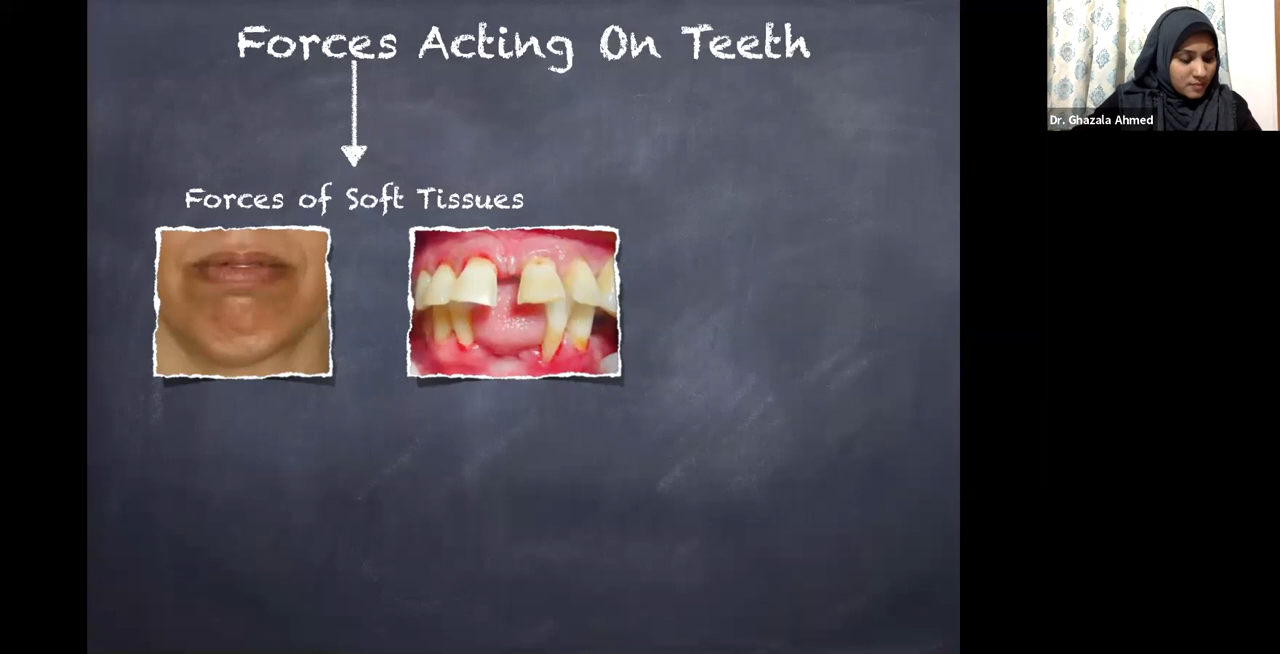 Forces Acting On Teeth
Forces of Soft Tissues
Dr. Ghazala Ahmed